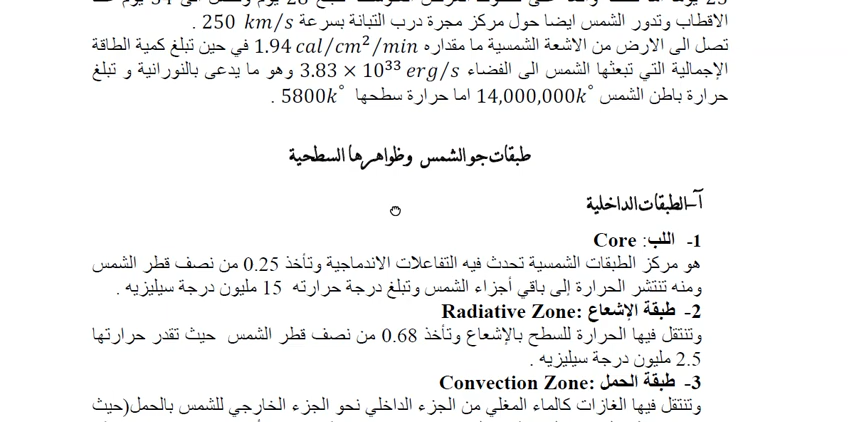 الاقطاب وتدور الشمس ايضا حول مركز مجرة درب التبانة بسرعة 250 km/s .
تصل الى الارض من الاشعة الشمسية ما مقداره 1.94 cal/cm²/min في حين تبلغ كمية الطاقة
الإجمالية التي تبعثها الشمس الى الفضاء 3.83 × 10³³ erg/s وهو ما يدعى بالنورانية و تبلغ
حرارة باطن الشمس 14,000,000k° اما حرارة سطحها 5800k° .
طبقات جو الشمس وظواهرها السطحية
آ-الطبقات الداخلية
1- اللب: Core
هو مركز الطبقات الشمسية تحدث فيه التفاعلات الاندماجية وتأخذ 0.25 من نصف قطر الشمس
ومنه تنتشر الحرارة إلى باقي أجزاء الشمس وتبلغ درجة حرارته 15 مليون درجة سيليزيه .
2- طبقة الإشعاع Radiative Zone:
وتنتقل فيها الحرارة للسطح بالإشعاع وتأخذ 0.68 من نصف قطر الشمس حيث تقدر حرارتها
2.5 مليون درجة سيليزيه .
3- طبقة الحمل Convection Zone:
وتنتقل فيها الغازات كالماء المغلي من الجزء الداخلي نحو الجزء الخارجي للشمس بالحمل(حيث